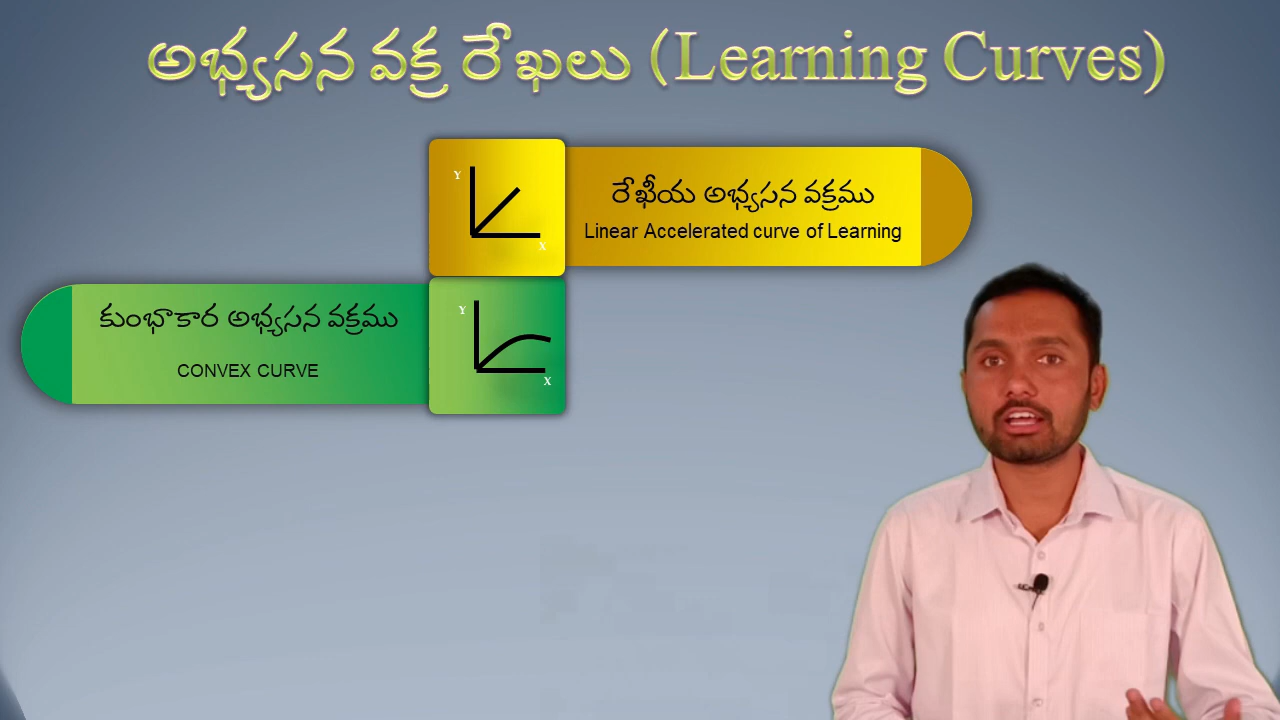 అభ్యసన వక్ర రేఖలు (Learning Curves)
Y
X
రేఖీయ అభ్యసన వక్రము
Linear Accelerated curve of Learning
కుంభాకార అభ్యసన వక్రము
CONVEX CURVE
Y
X